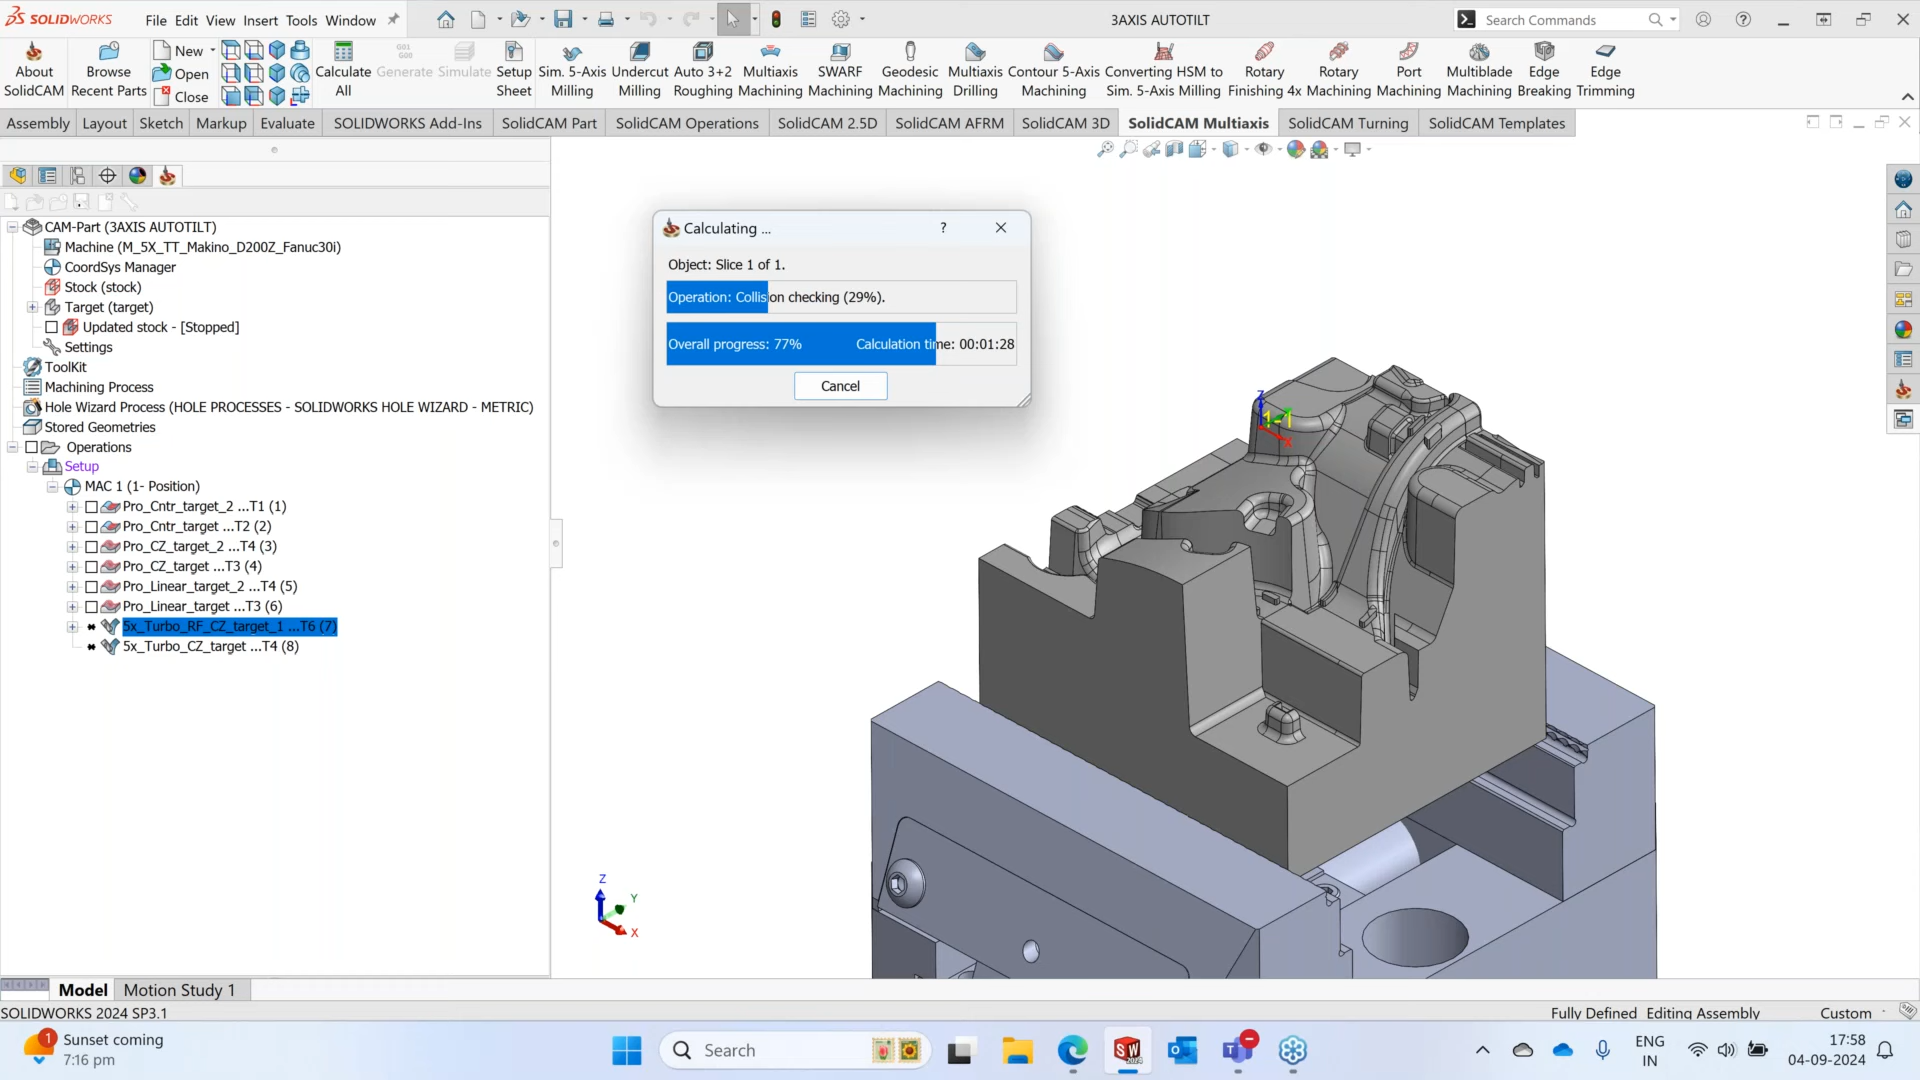 SOLIDWORKS
File Edit View Insert Tools Window
3AXIS AUTOTILT
Search Commands
About SolidCAM
Browse Recent Parts
New
Open
Close
Calculate All
G01 G00
Generate
Simulate
Setup Sheet
Sim. 5-Axis Milling
Undercut Milling
Auto 3+2 Roughing
Multiaxis Machining
SWARF Machining
Geodesic Machining
Multiaxis Drilling
Contour 5-Axis Machining
Converting HSM to Sim. 5-Axis Milling
Rotary Finishing 4x
Rotary Machining
Port Machining
Multiblade Machining
Edge Breaking
Edge Trimming
Assembly Layout Sketch Markup Evaluate SOLIDWORKS Add-Ins SolidCAM Part SolidCAM Operations SolidCAM 2.5D SolidCAM AFRM SolidCAM 3D SolidCAM Multiaxis SolidCAM Turning SolidCAM Templates
CAM-Part (3AXIS AUTOTILT)
Machine (M_5X_TT_Makino_D200Z_Fanuc30i)
CoordSys Manager
Stock (stock)
Target (target)
Updated stock - [Stopped]
Settings
ToolKit
Machining Process
Hole Wizard Process (HOLE PROCESSES - SOLIDWORKS HOLE WIZARD - METRIC)
Stored Geometries
Operations
Setup
MAC 1 (1- Position)
Pro_Cntr_target_2 ...T1 (1)
Pro_Cntr_target ...T2 (2)
Pro_CZ_target_2 ...T4 (3)
Pro_CZ_target ...T3 (4)
Pro_Linear_target_2 ...T4 (5)
Pro_Linear_target ...T3 (6)
5x_Turbo_RF_CZ_target_1 ...T6 (7)
5x_Turbo_CZ_target ...T4 (8)
Calculating ...
?
Object: Slice 1 of 1.
Operation: Collision checking (29%).
Overall progress: 77% Calculation time: 00:01:28
Cancel
Z
1-1
X
Z
Y
X
Model Motion Study 1
SOLIDWORKS 2024 SP3.1
Fully Defined Editing Assembly Custom
1
Sunset coming
7:16 pm
Search
SW
2024
ENG
IN
17:58
04-09-2024